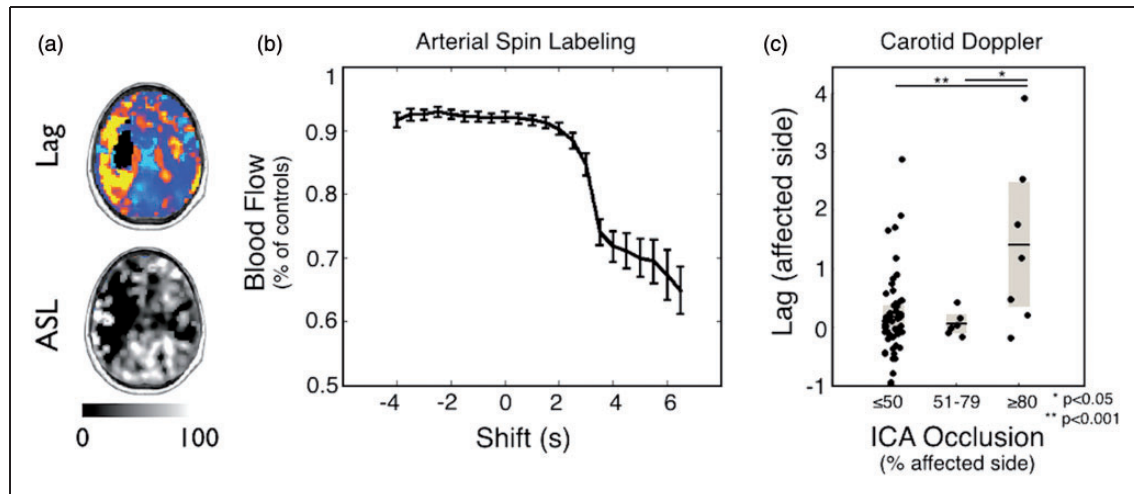 (a)
Lag
ASL
0 100
(b)
Arterial Spin Labeling
Blood Flow
(% of controls)
1
0.9
0.8
0.7
0.6
0.5
-4 -2 0 2 4 6
Shift (s)
(c)
Carotid Doppler
** *
Lag (affected side)
4
3
2
1
0
-1
≤50 51-79 ≥80
* p<0.05
** p<0.001
ICA Occlusion
(% affected side)